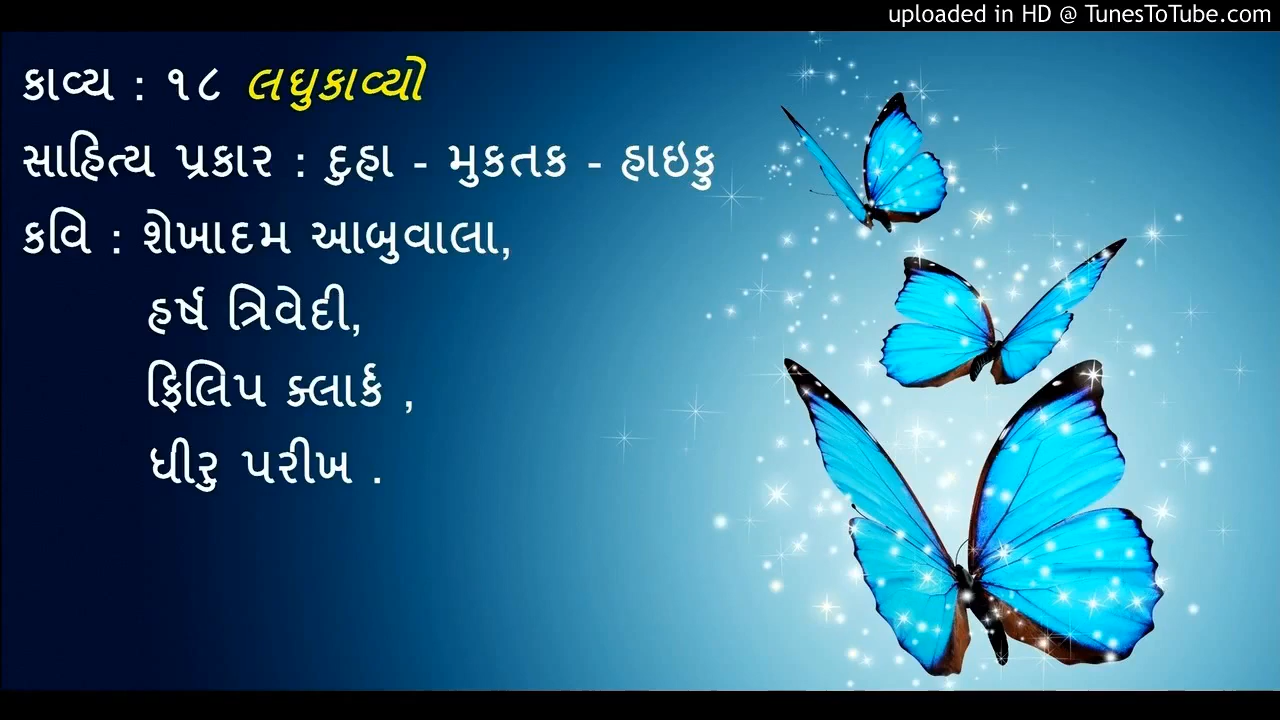 uploaded in HD @ TunesToTube.com
કાવ્ય : ૧૮ લઘુકાવ્યો
સાહિત્ય પ્રકાર : દુહા - મુકતક - હાઇકુ
કવિ : શેખાદમ આબુવાલા,
હર્ષ ત્રિવેદી,
ફિલિપ ક્લાર્ક ,
ધીરુ પરીખ .